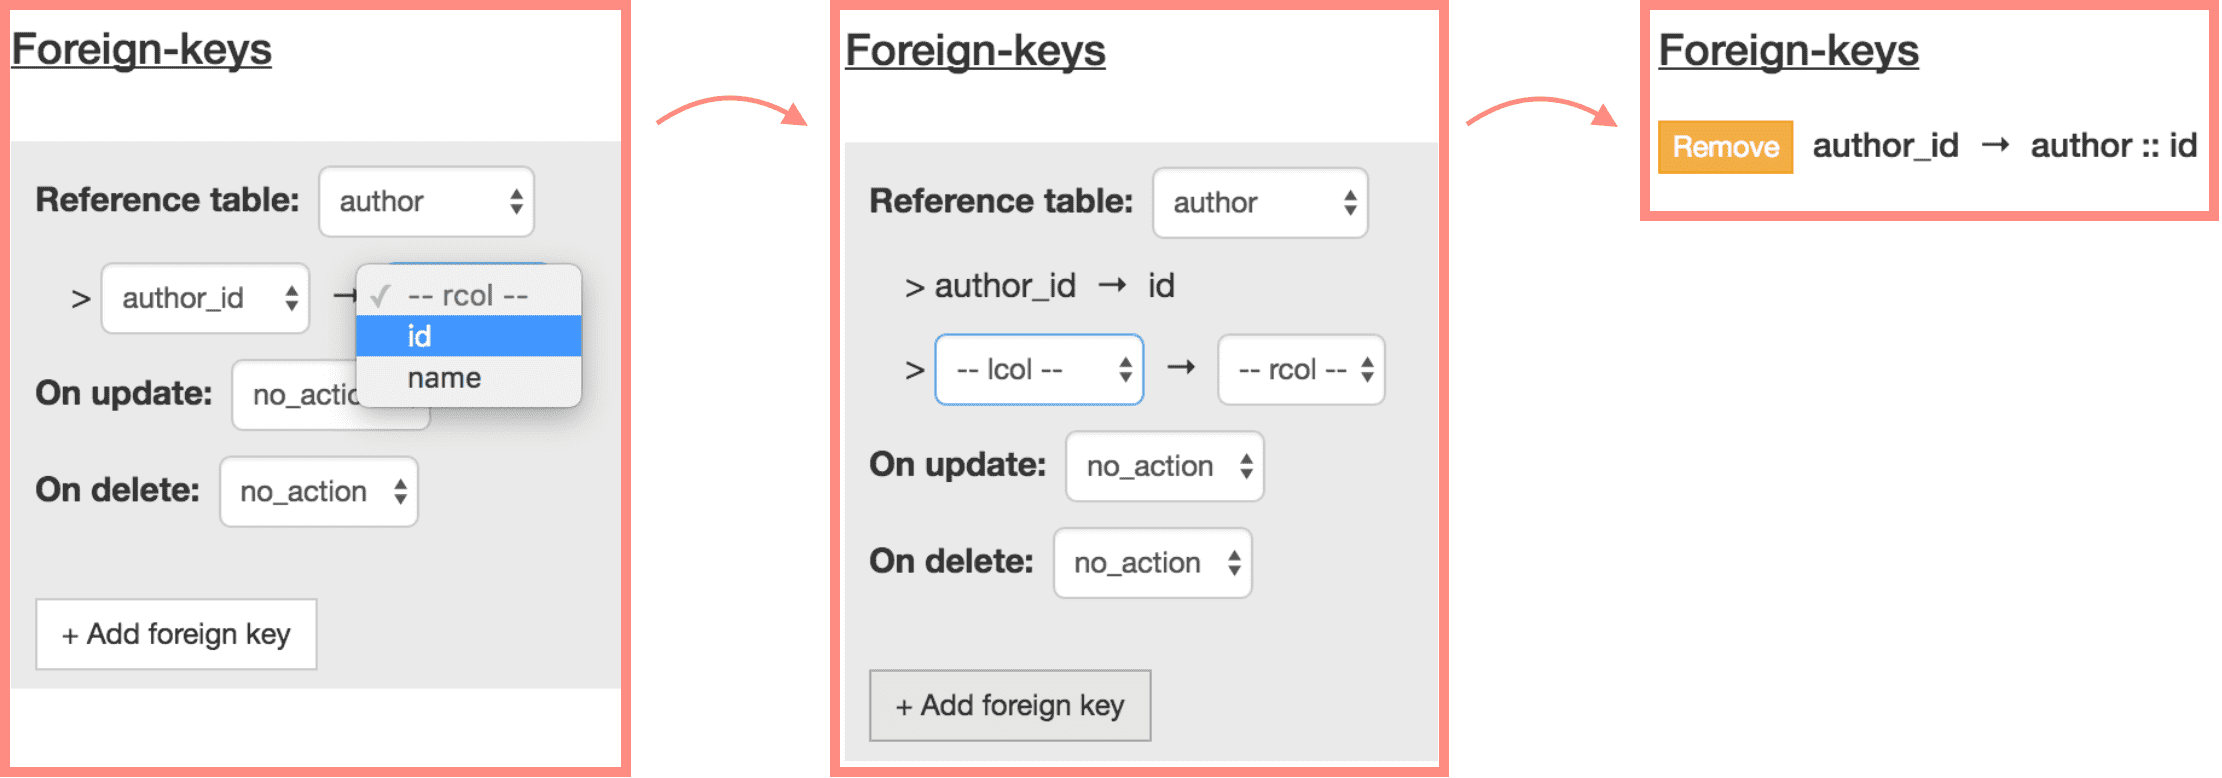 Foreign-keys
Reference table: author
> author_id →
✓ -- rcol --
id
name
On update:
On delete: no_action
+ Add foreign key
Foreign-keys
Reference table: author
> author_id → id
> -- lcol -- → -- rcol --
On update: no_action
On delete: no_action
+ Add foreign key
Foreign-keys
Remove author_id → author :: id